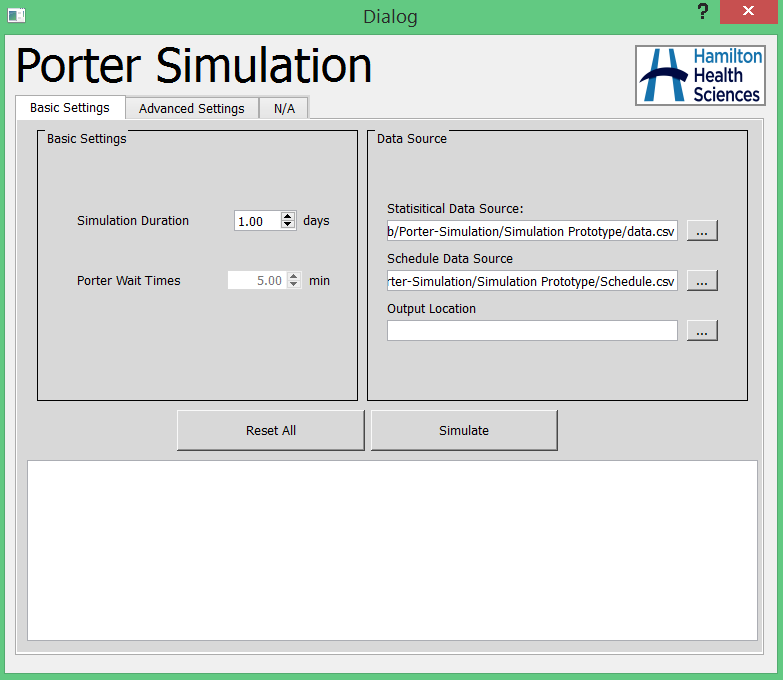 Dialog
? ×
Porter Simulation
Hamilton
Health
Sciences
Basic Settings Advanced Settings N/A
Basic Settings
Simulation Duration 1.00 days
Porter Wait Times 5.00 min
Data Source
Statisitical Data Source:
b/Porter-Simulation/Simulation Prototype/data.csv ...
Schedule Data Source
rter-Simulation/Simulation Prototype/Schedule.csv ...
Output Location
...
Reset All Simulate